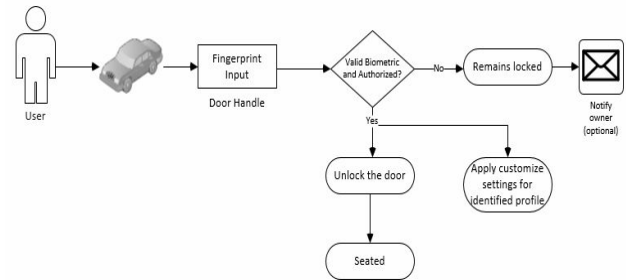 User
Fingerprint
Input
Door Handle
Valid Biometric
and Authorized?
No
Remains locked
Notify
owner
(optional)
Yes
Unlock the door
Apply customize
settings for
identified profile
Seated